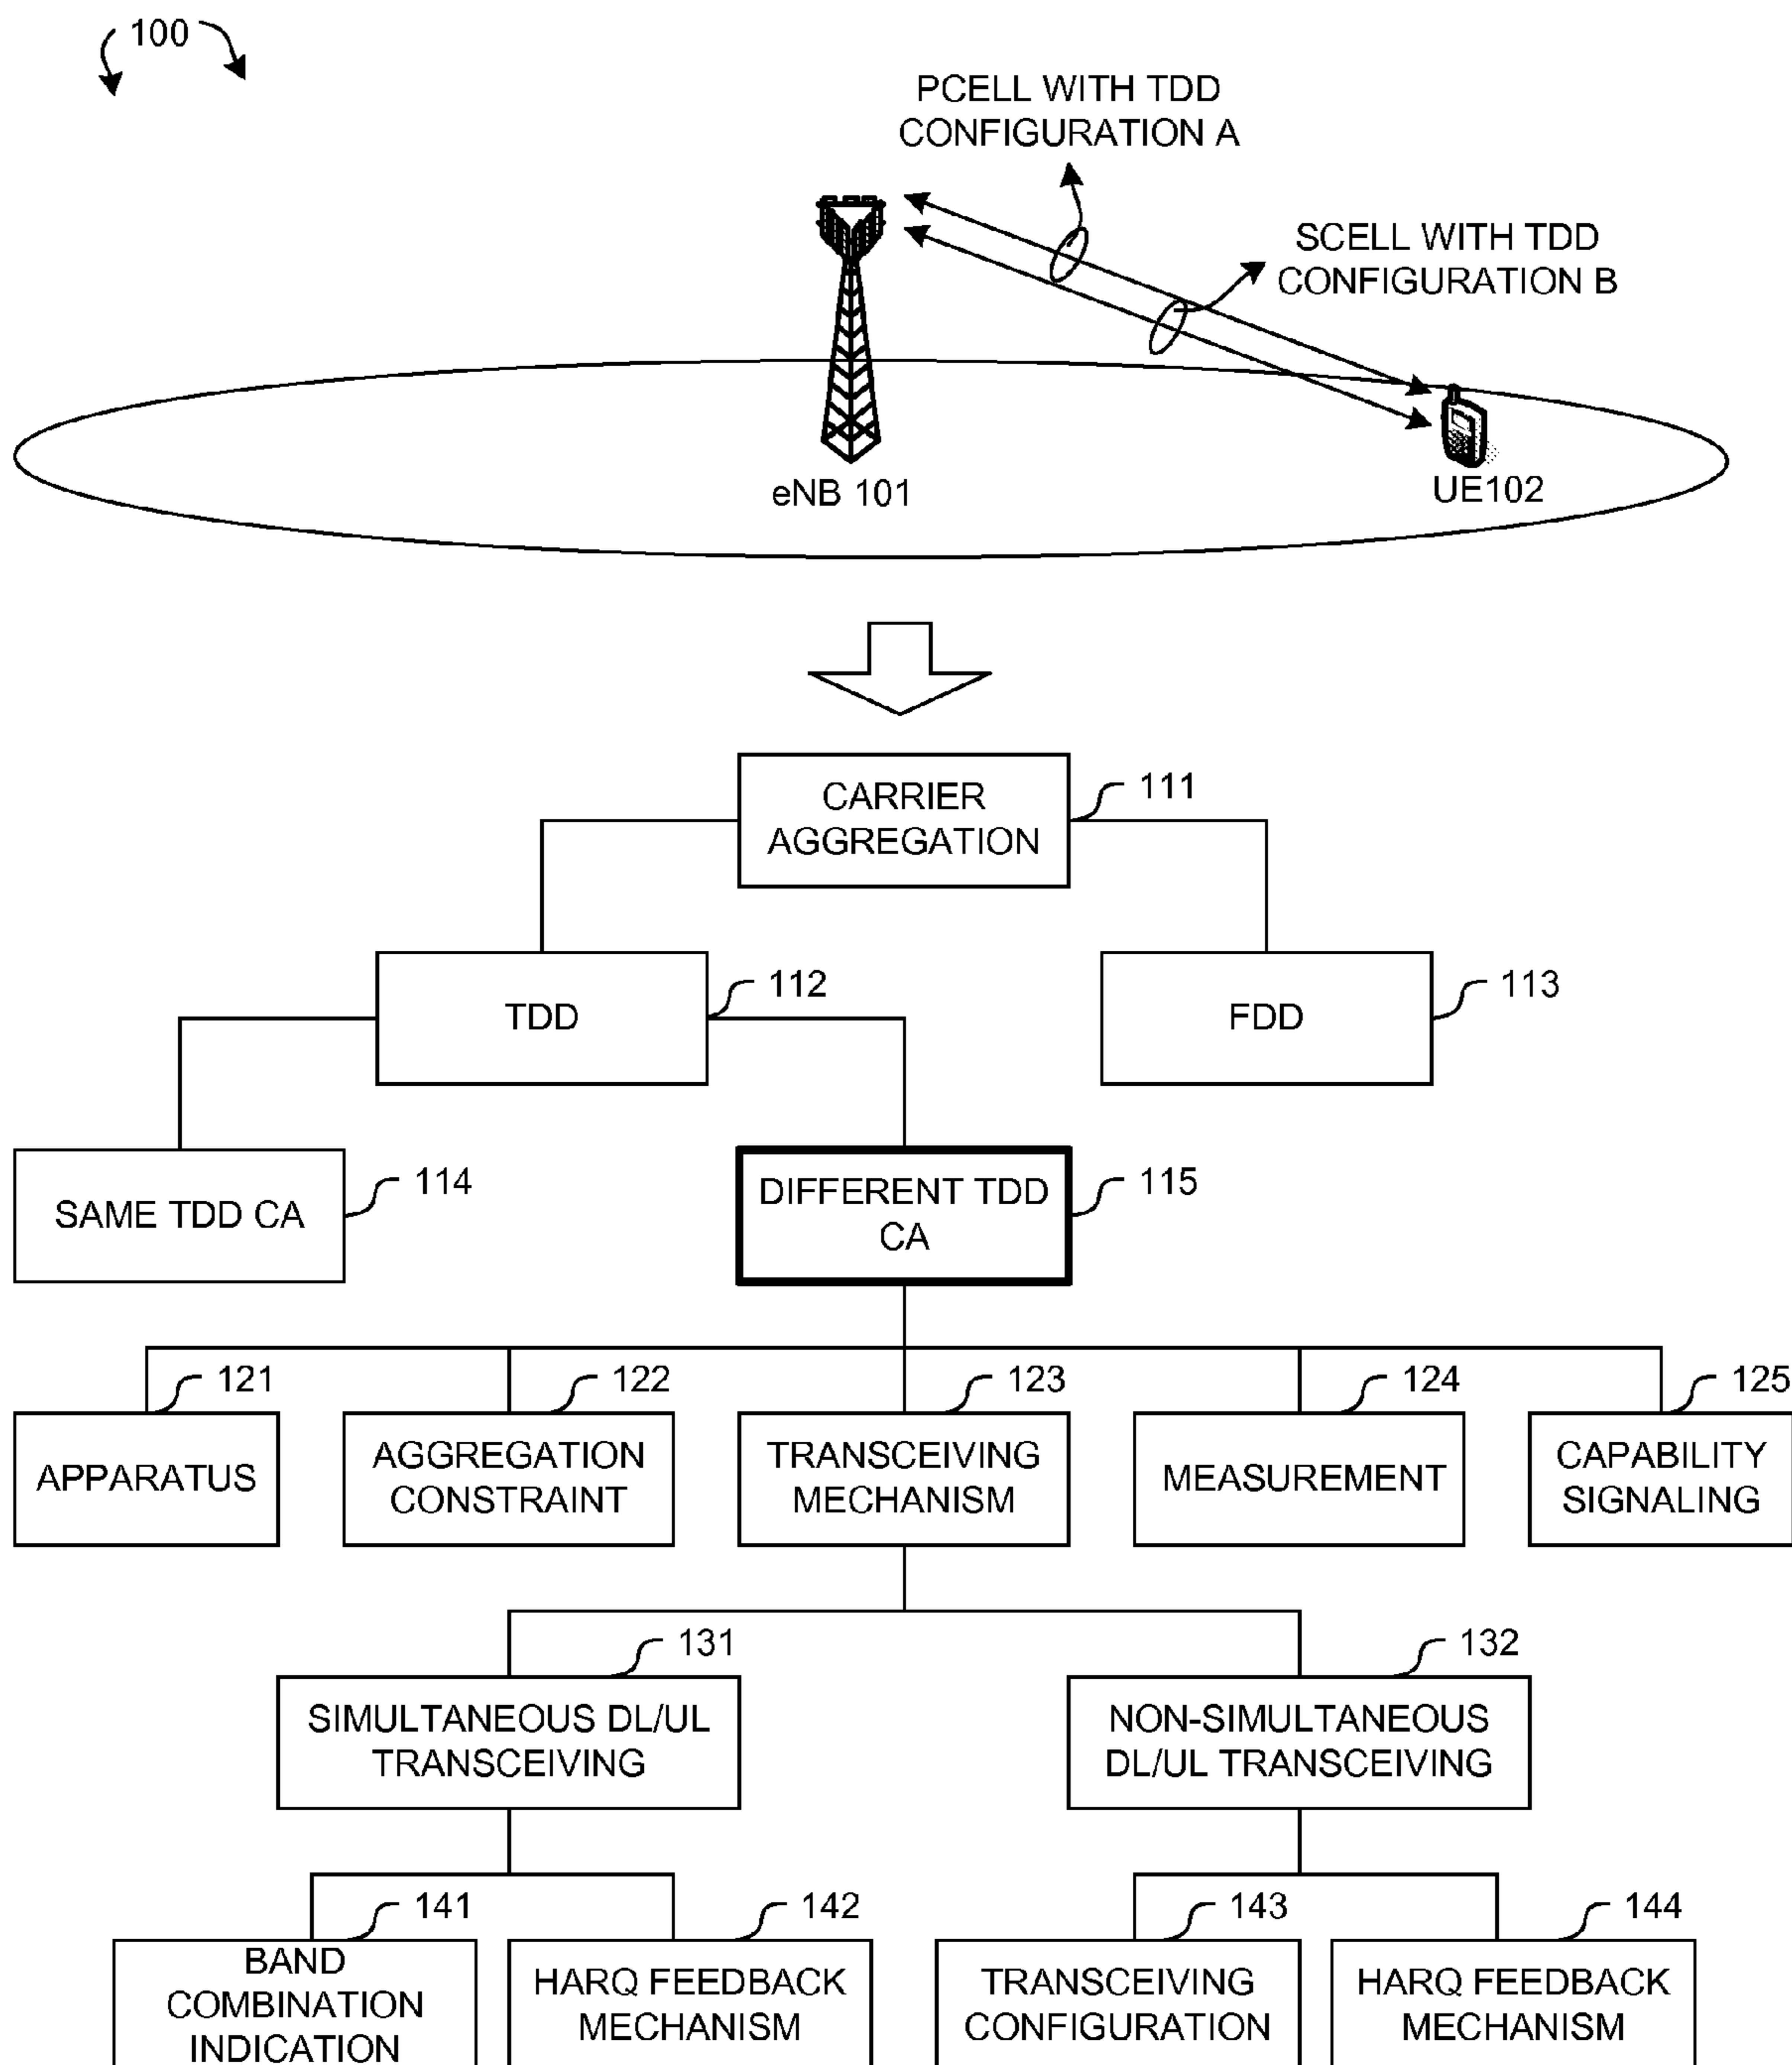 100
PCELL WITH TDD
CONFIGURATION A
SCELL WITH TDD
CONFIGURATION B
eNB 101
UE102
CARRIER
AGGREGATION
111
TDD
112
FDD
113
SAME TDD CA
114
DIFFERENT TDD
CA
115
121
122
123
124
125
APPARATUS
AGGREGATION
CONSTRAINT
TRANSCEIVING
MECHANISM
MEASUREMENT
CAPABILITY
SIGNALING
131
132
SIMULTANEOUS DL/UL
TRANSCEIVING
NON-SIMULTANEOUS
DL/UL TRANSCEIVING
141
142
143
144
BAND
COMBINATION
INDICATION
HARQ FEEDBACK
MECHANISM
TRANSCEIVING
CONFIGURATION
HARQ FEEDBACK
MECHANISM